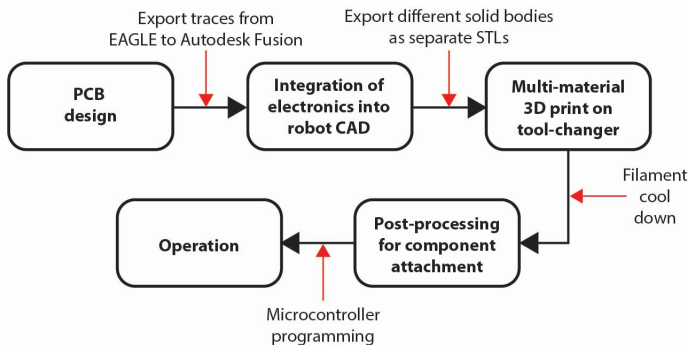 Export traces from
EAGLE to Autodesk Fusion
Export different solid bodies
as separate STLs
PCB
design
Integration of
electronics into
robot CAD
Multi-material
3D print on
tool-changer
Filament
cool
down
Operation
Post-processing
for component
attachment
Microcontroller
programming